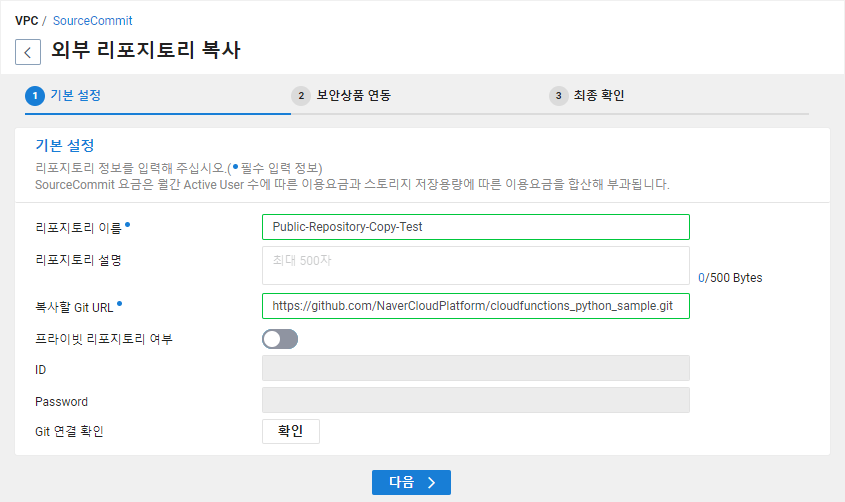 VPC / SourceCommit
외부 리포지토리 복사
1 기본 설정
2 보안상품 연동
3 최종 확인
기본 설정
리포지토리 정보를 입력해 주십시오.(• 필수 입력 정보)
SourceCommit 요금은 월간 Active User 수에 따른 이용요금과 스토리지 저장용량에 따른 이용요금을 합산해 부과됩니다.
리포지토리 이름 • Public-Repository-Copy-Test
리포지토리 설명 최대 500자
0/500 Bytes
복사할 Git URL • https://github.com/NaverCloudPlatform/cloudfunctions_python_sample.git
프라이빗 리포지토리 여부
ID
Password
Git 연결 확인 확인
다음 >